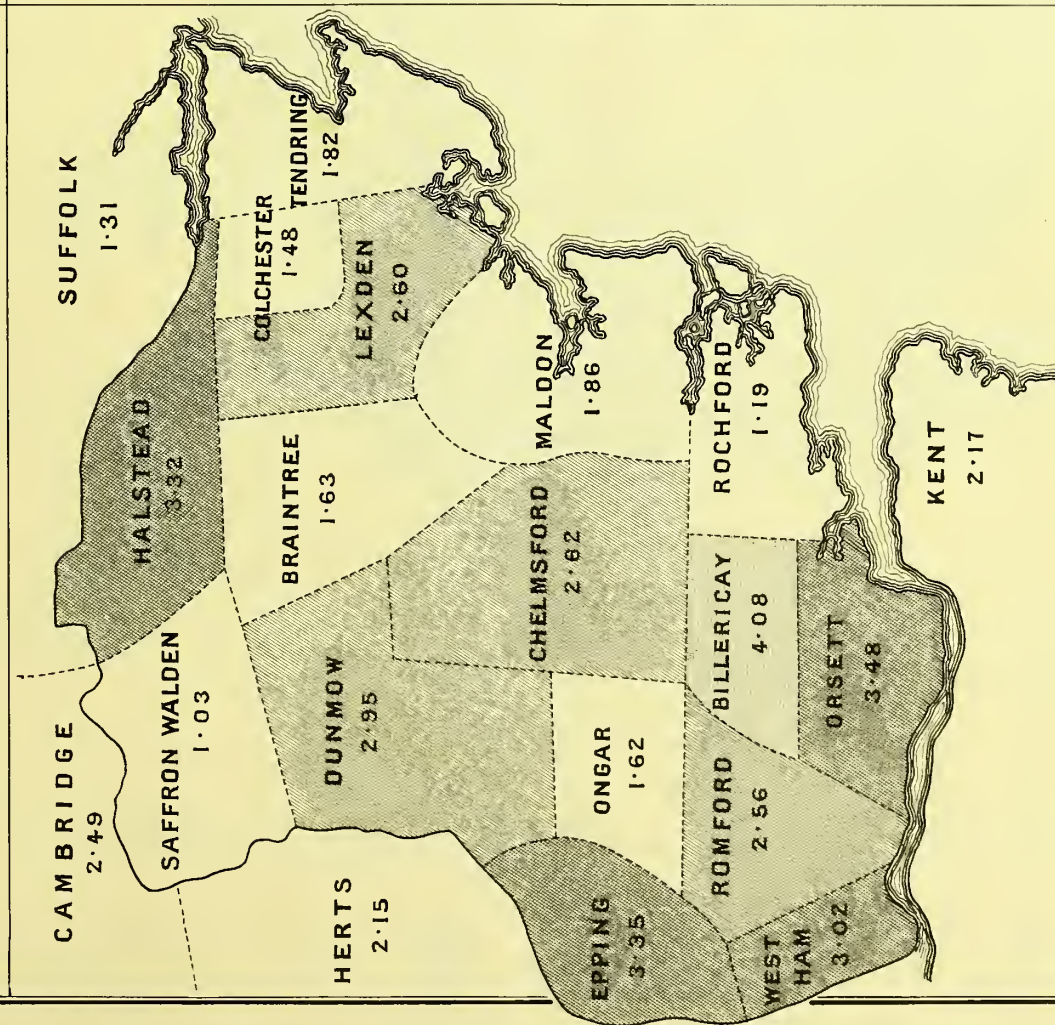 CAMBRIDGE
2·49
SUFFOLK
1·31
HALSTEAD
3·32
SAFFRON WALDEN
1·03
COLCHESTER
1·48
TENDRING
1·82
LEXDEN
2·60
BRAINTREE
1·63
DUNMOW
2·95
HERTS
2·15
CHELMSFORD
2·62
MALDON
1·86
ONGAR
1·62
EPPING
3·35
ROMFORD
2·56
BILLERICAY
4·08
ROCHFORD
1·19
WEST
HAM
3·02
ORSETT
3·48
KENT
2·17